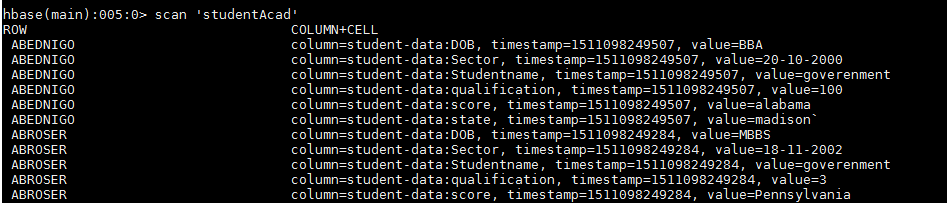 hbase(main):005:0> scan 'studentAcad'
ROW COLUMN+CELL
ABEDNIGO column=student-data:DOB, timestamp=1511098249507, value=BBA
ABEDNIGO column=student-data:Sector, timestamp=1511098249507, value=20-10-2000
ABEDNIGO column=student-data:Studentname, timestamp=1511098249507, value=goverenment
ABEDNIGO column=student-data:qualification, timestamp=1511098249507, value=100
ABEDNIGO column=student-data:score, timestamp=1511098249507, value=alabama
ABEDNIGO column=student-data:state, timestamp=1511098249507, value=madison`
ABROSER column=student-data:DOB, timestamp=1511098249284, value=MBBS
ABROSER column=student-data:Sector, timestamp=1511098249284, value=18-11-2002
ABROSER column=student-data:Studentname, timestamp=1511098249284, value=goverenment
ABROSER column=student-data:qualification, timestamp=1511098249284, value=3
ABROSER column=student-data:score, timestamp=1511098249284, value=Pennsylvania